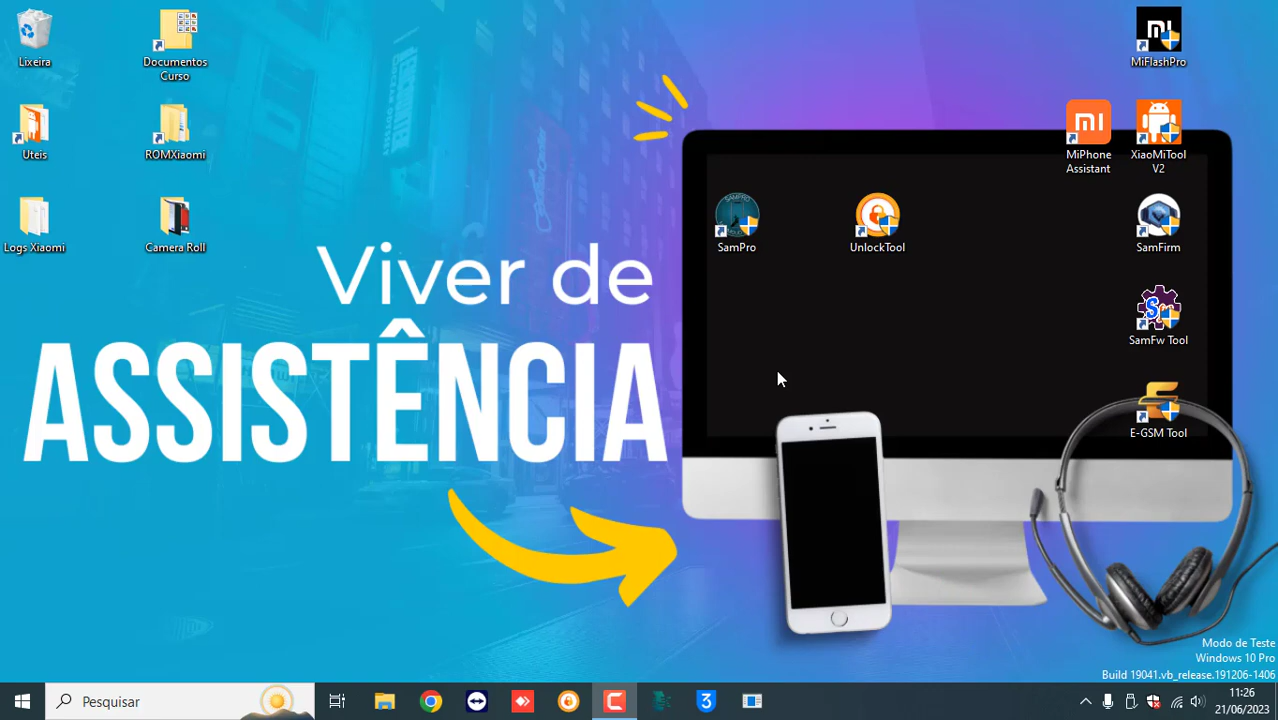 Lixeira
Documentos
Curso
MiFlashPro
Uteis
ROMXiaomi
MiPhone
Assistant
XiaoMiTool
V2
Logs Xiaomi
Camera Roll
SAMPRO
SamPro
UnlockTool
SamFirm
Viver de
ASSISTÊNCIA
SamFw Tool
E-GSM Tool
Modo de Teste
Windows 10 Pro
Build 19041.vb_release.191206-1406
Pesquisar
11:26
21/06/2023